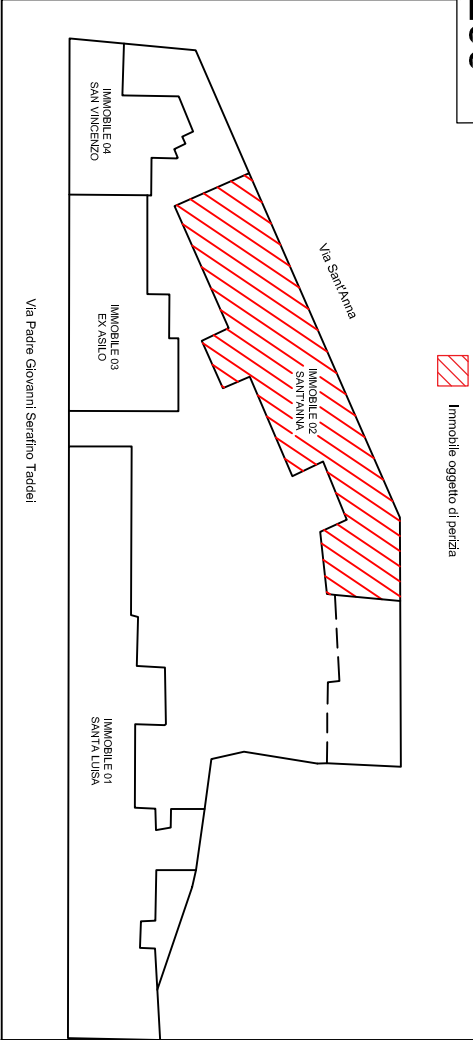 Immobile oggetto di perizia
Via Sant'Anna
IMMOBILE 02
SANT'ANNA
IMMOBILE 04
SAN VINCENZO
IMMOBILE 03
EX ASILO
IMMOBILE 01
SANTA LUISA
Via Padre Giovanni Serafino Taddei